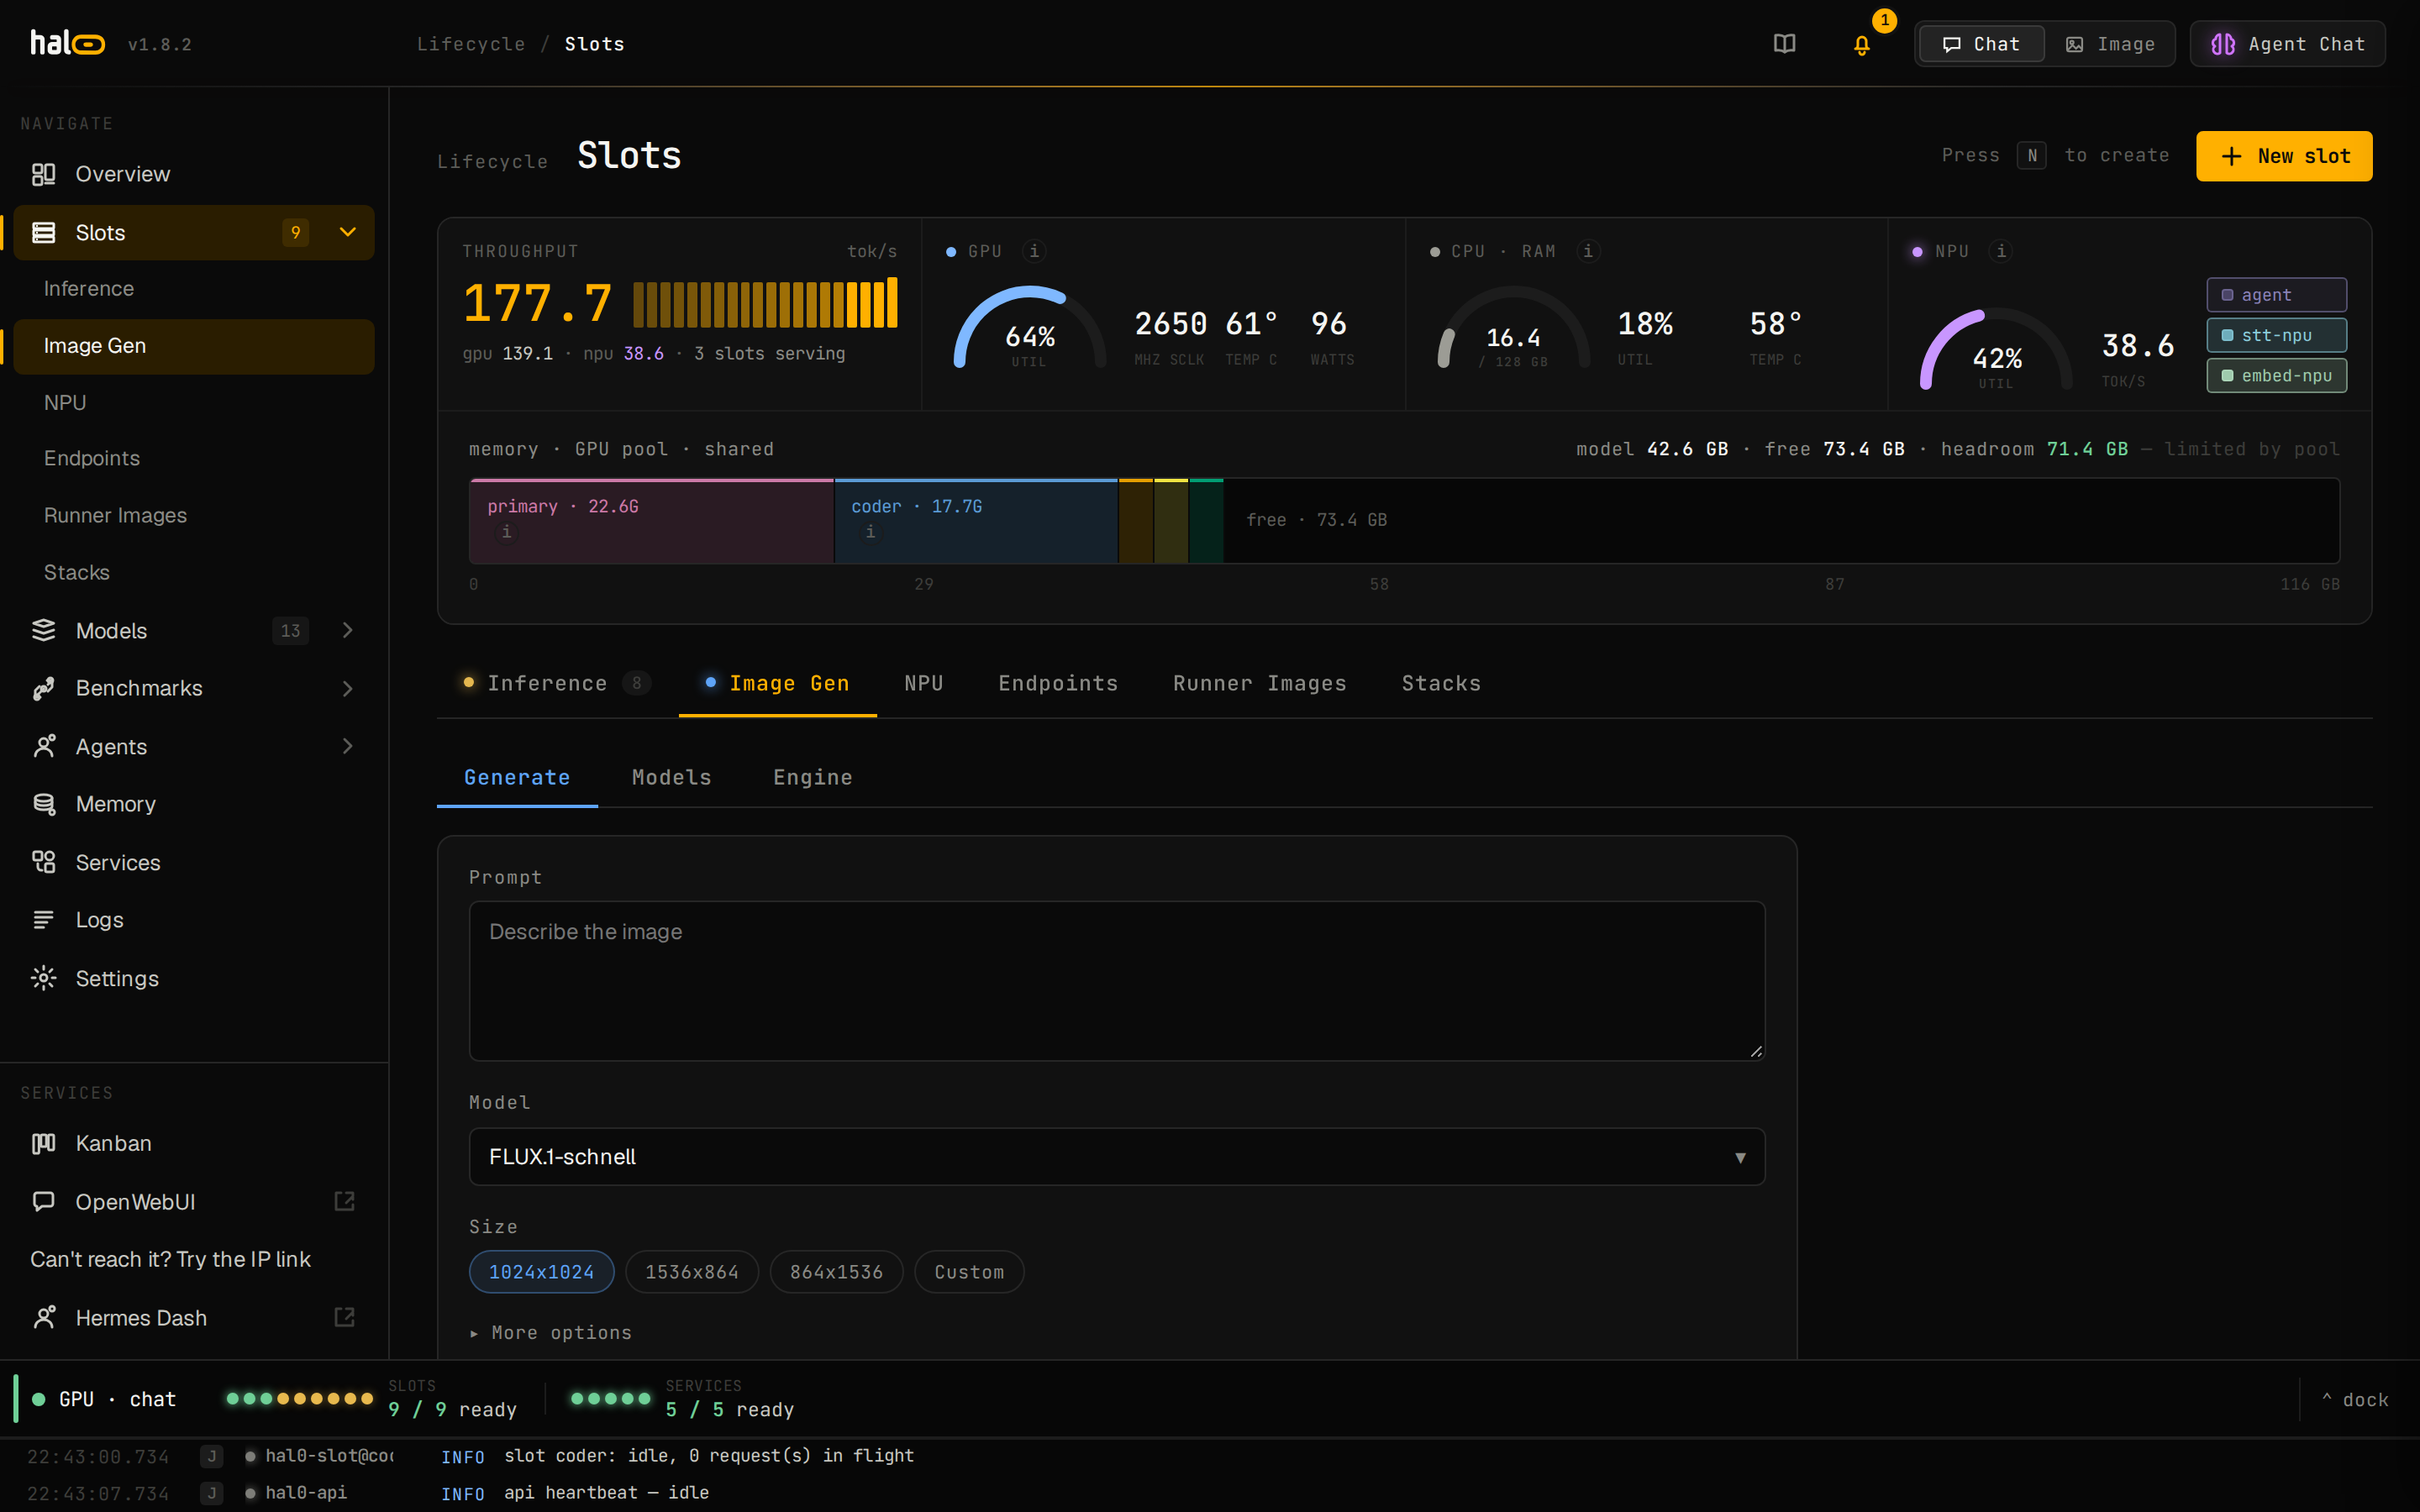 halo v1.8.2
Lifecycle / Slots
1
Chat
Image
Agent Chat
NAVIGATE
Overview
Slots 9
Inference
Image Gen
NPU
Endpoints
Runner Images
Stacks
Models 13
Benchmarks
Agents
Memory
Services
Logs
Settings
SERVICES
Kanban
OpenWebUI
Can't reach it? Try the IP link
Hermes Dash
Lifecycle Slots
Press N to create
+ New slot
THROUGHPUT tok/s
177.7
gpu 139.1 · npu 38.6 · 3 slots serving
GPU i
64%
UTIL
2650 61° 96
MHZ SCLK TEMP C WATTS
CPU · RAM i
16.4
/ 128 GB
18% 58°
UTIL TEMP C
NPU i
42%
UTIL
38.6
TOK/S
agent
stt-npu
embed-npu
memory · GPU pool · shared
model 42.6 GB · free 73.4 GB · headroom 71.4 GB — limited by pool
primary · 22.6G
i
coder · 17.7G
i
free · 73.4 GB
0 29 58 87 116 GB
Inference 8
Image Gen
NPU
Endpoints
Runner Images
Stacks
Generate
Models
Engine
Prompt
Describe the image
Model
FLUX.1-schnell ▼
Size
1024x1024 1536x864 864x1536 Custom
▸ More options
GPU · chat
SLOTS
9 / 9 ready
SERVICES
5 / 5 ready
^ dock
22:43:00.734 J hal0-slot@coc INFO slot coder: idle, 0 request(s) in flight
22:43:07.734 J hal0-api INFO api heartbeat — idle